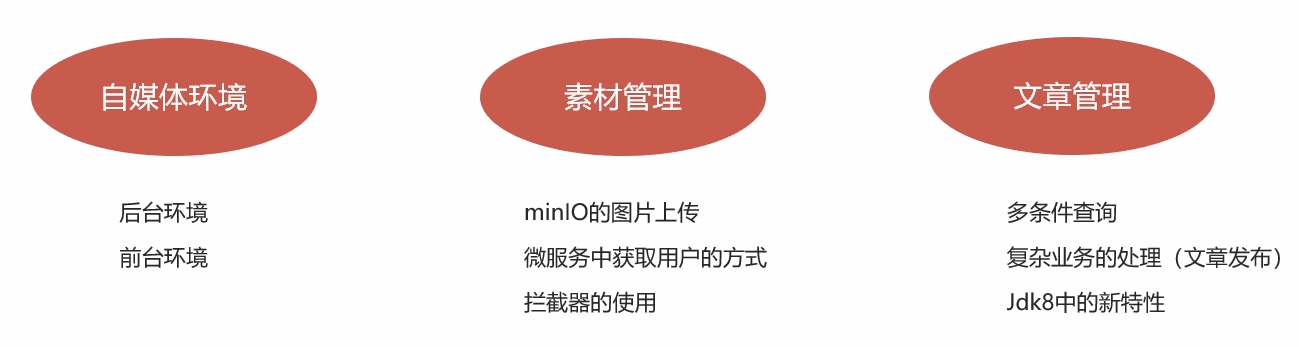 自媒体环境
后台环境
前台环境
素材管理
minIO的图片上传
微服务中获取用户的方式
拦截器的使用
文章管理
多条件查询
复杂业务的处理（文章发布）
Jdk8中的新特性